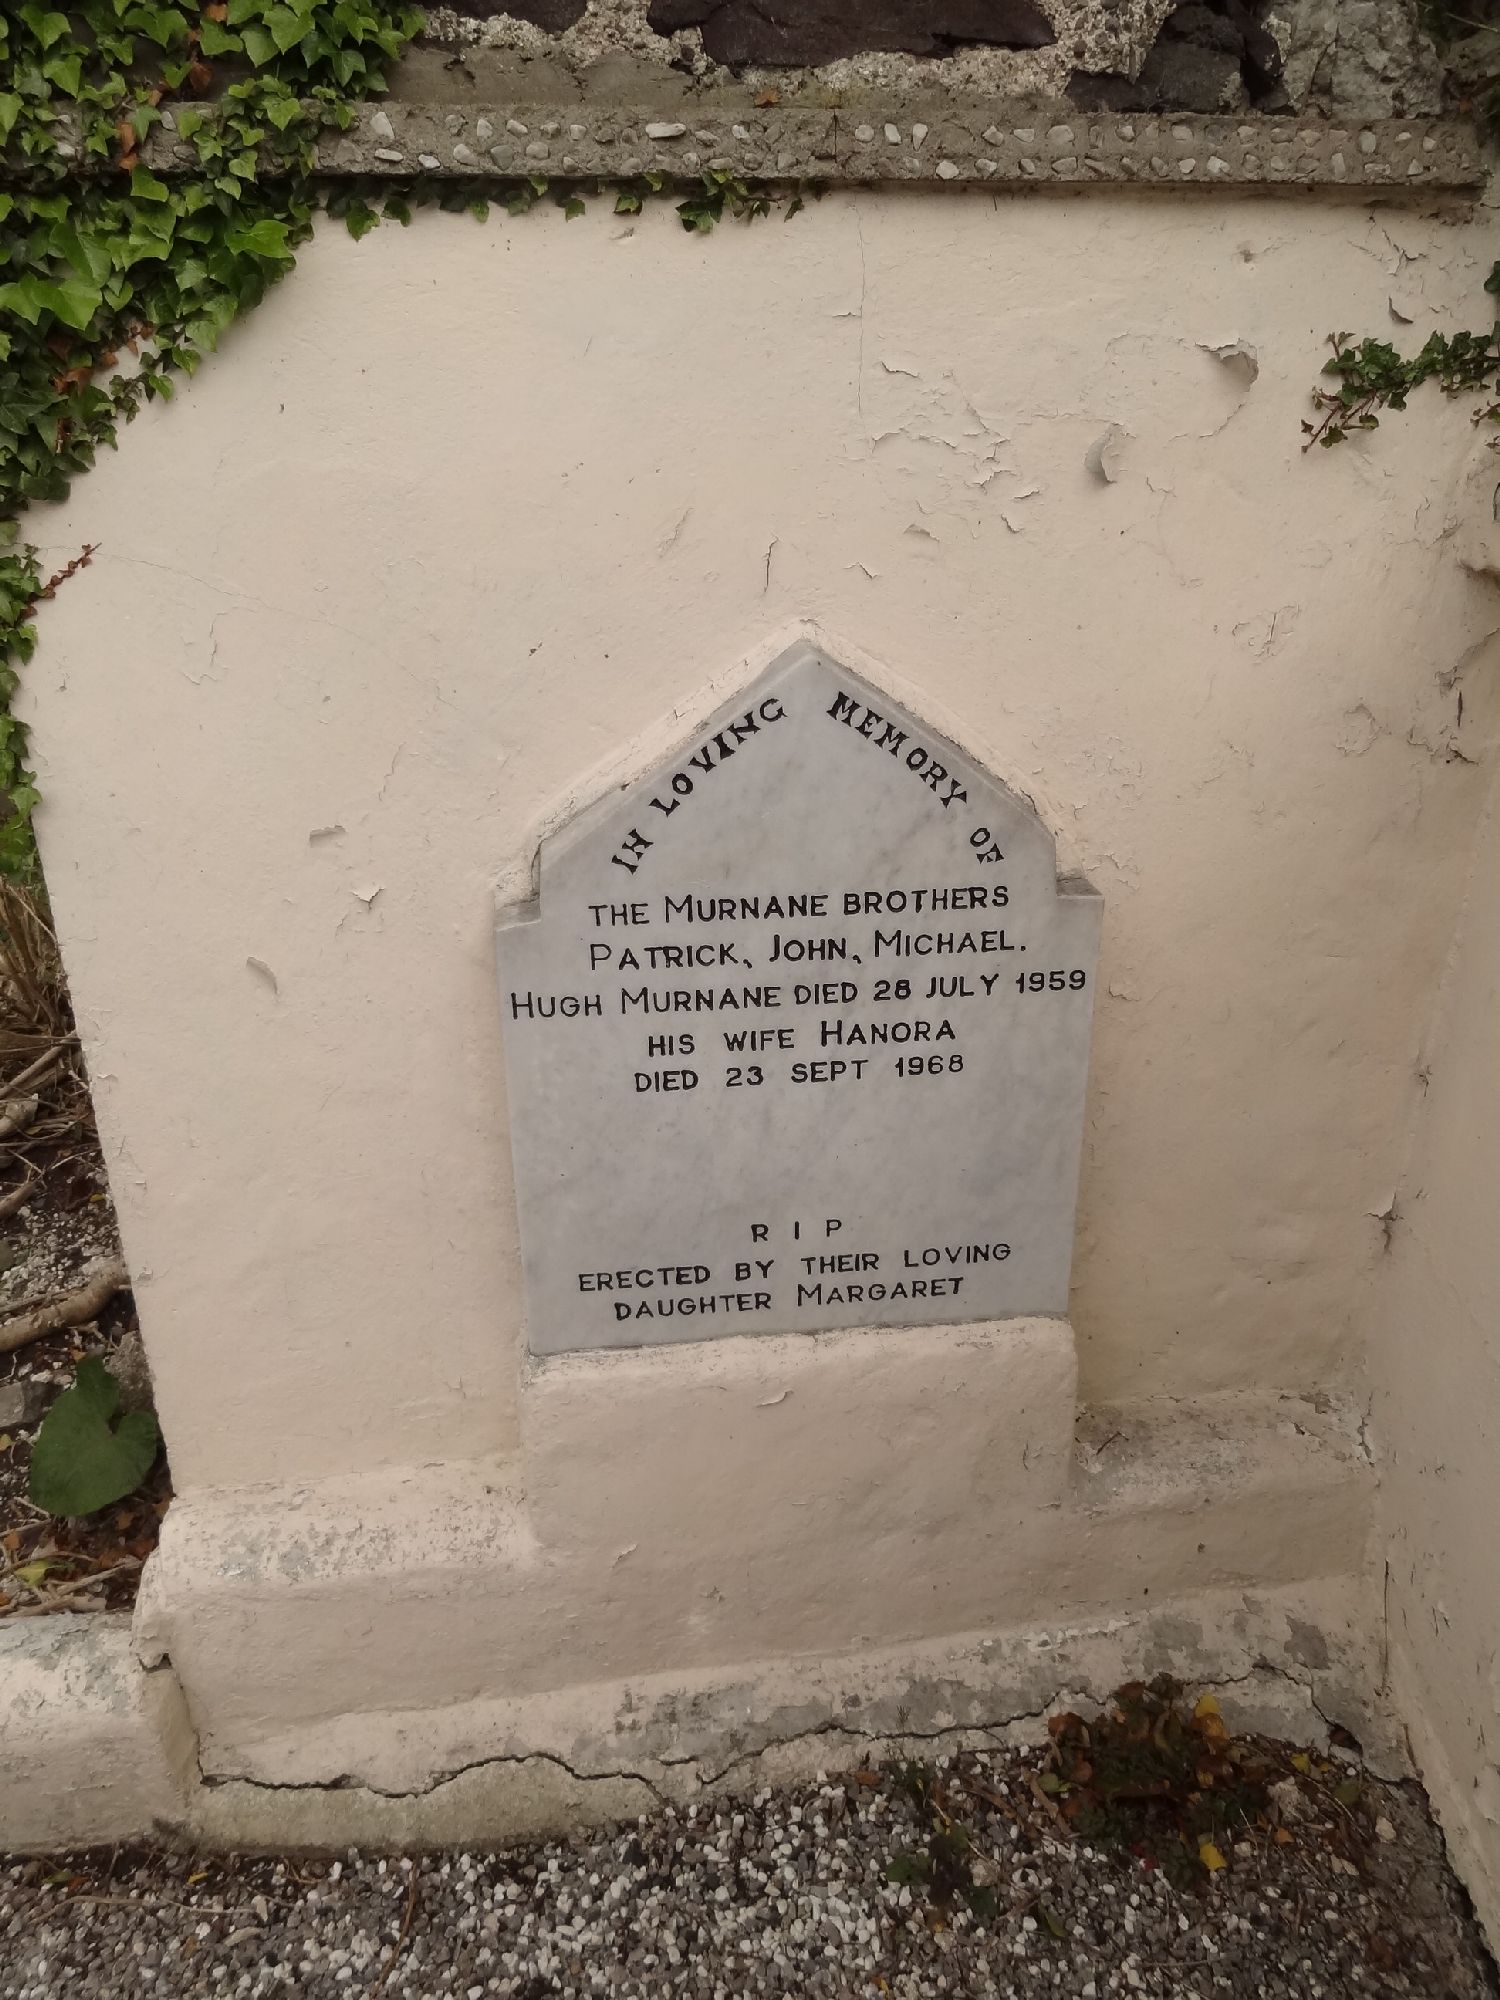 IN LOVING MEMORY OF
THE MURNANE BROTHERS
PATRICK, JOHN, MICHAEL.
HUGH MURNANE DIED 28 JULY 1959
HIS WIFE HANORA
DIED 23 SEPT 1968
R I P
ERECTED BY THEIR LOVING
DAUGHTER MARGARET